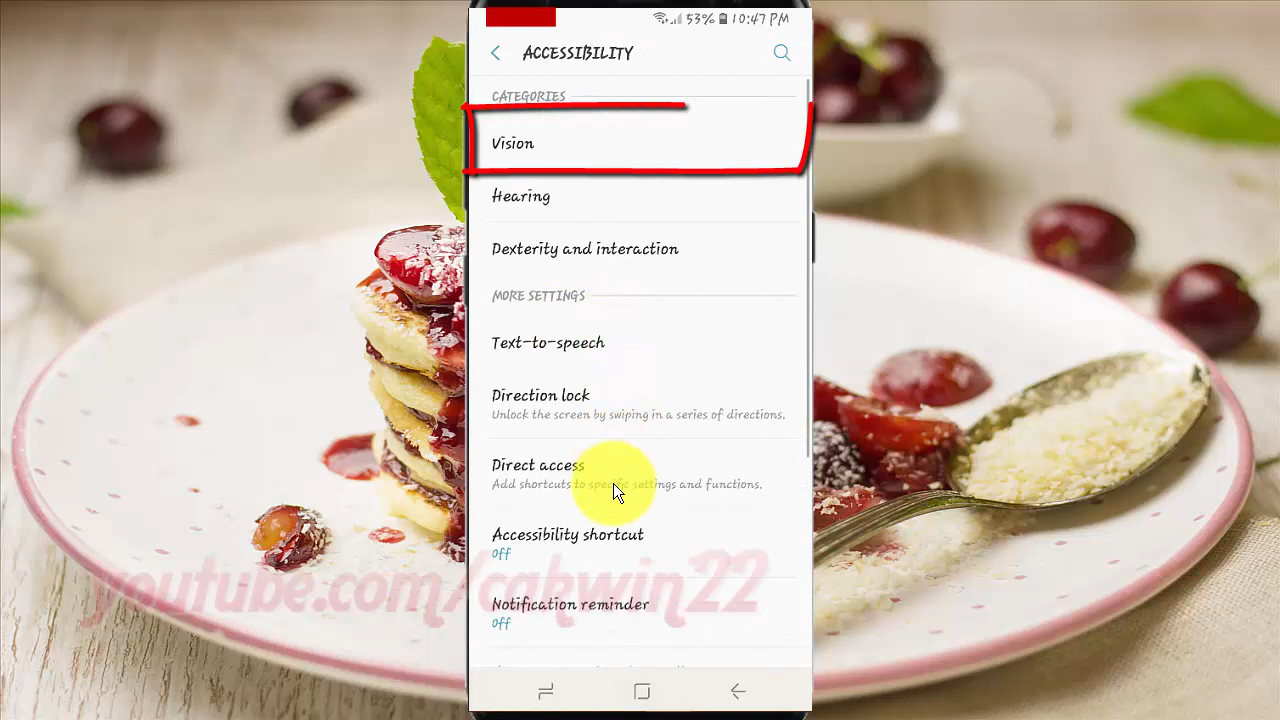 53% 10:47 PM
ACCESSIBILITY
CATEGORIES
Vision
Hearing
Dexterity and interaction
MORE SETTINGS
Text-to-speech
Direction lock
Unlock the screen by swiping in a series of directions.
Direct access
Add shortcuts to specific settings and functions.
Accessibility shortcut
Off
youtube.com/cakwin22
Notification reminder
Off